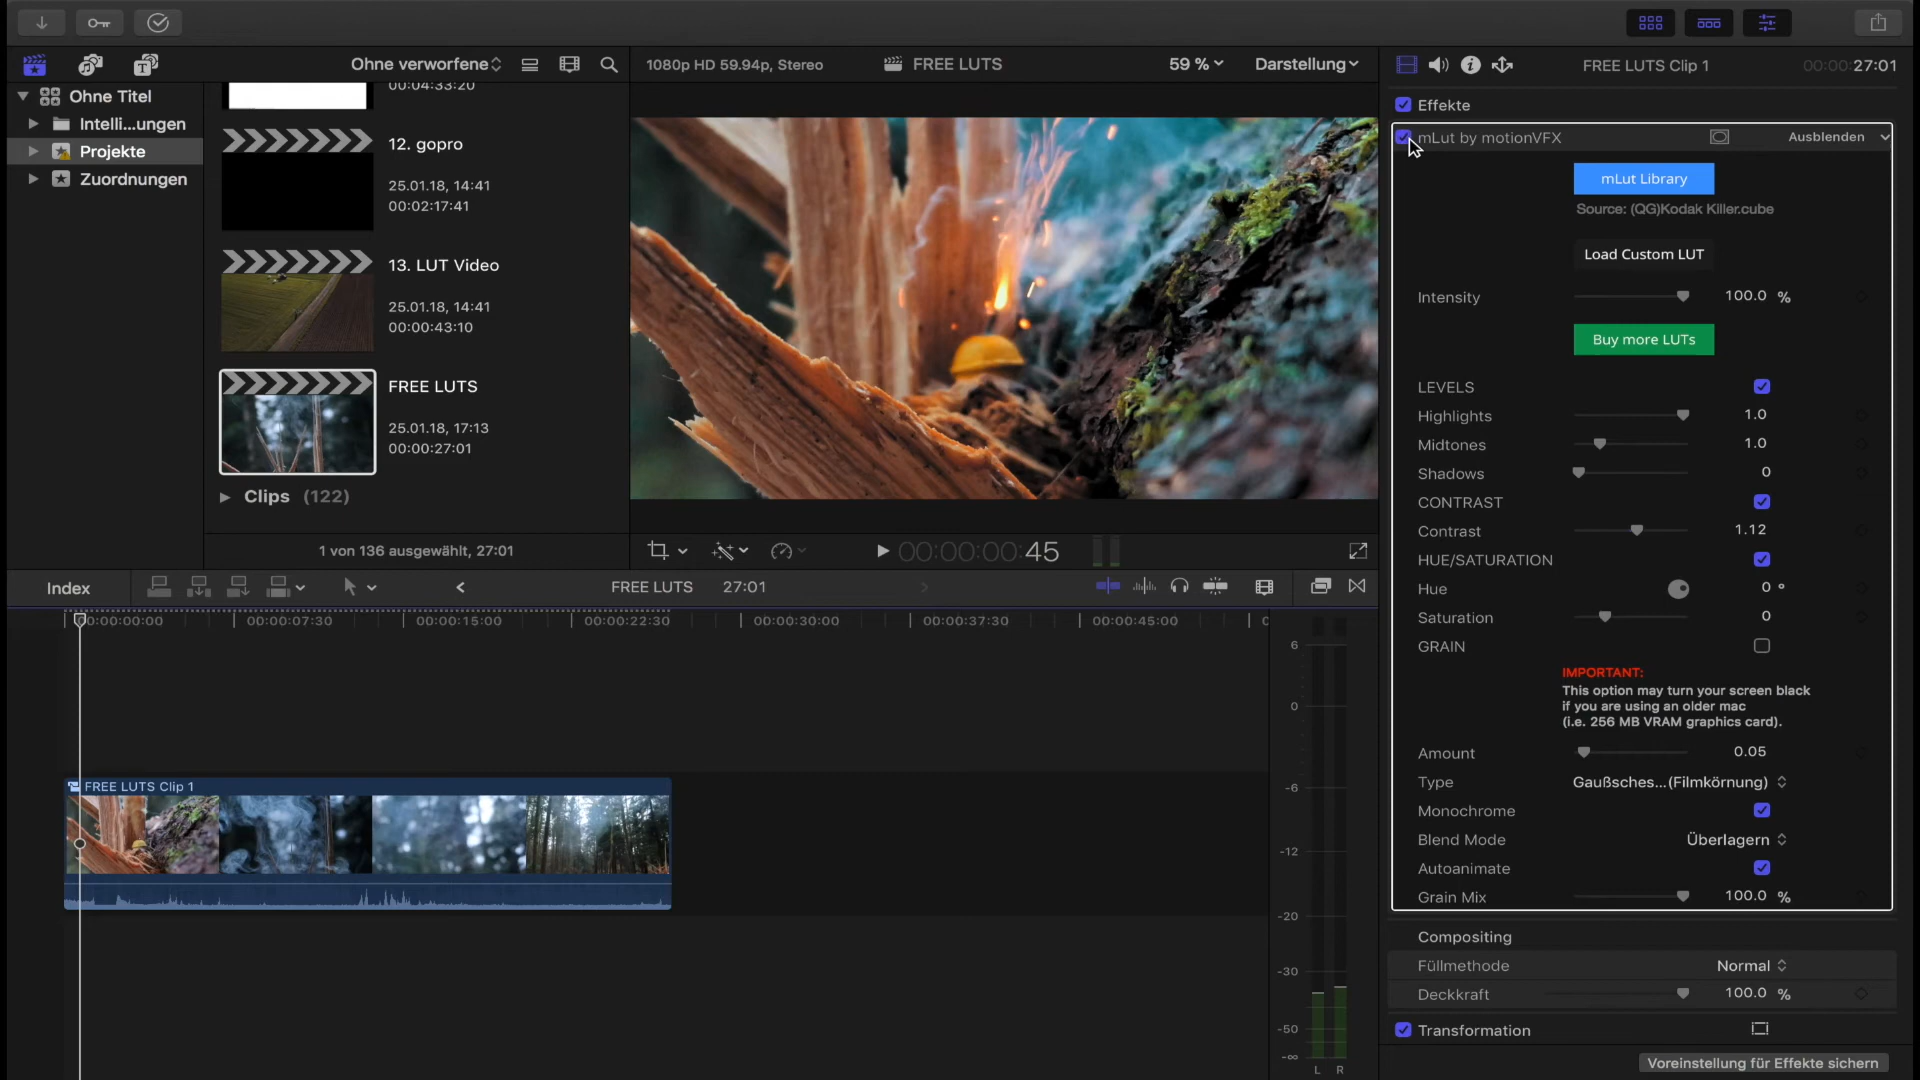 Ohne verworfene
1080p HD 59.94p, Stereo
FREE LUTS
59 %
Darstellung
FREE LUTS Clip 1
00:00:27:01
Ohne Titel
Intelli...ungen
Projekte
Zuordnungen
00:04:33:20
12. gopro
25.01.18, 14:41
00:02:17:41
13. LUT Video
25.01.18, 14:41
00:00:43:10
FREE LUTS
25.01.18, 17:13
00:00:27:01
Clips (122)
1 von 136 ausgewählt, 27:01
00:00:00:45
Effekte
mLut by motionVFX
Ausblenden
mLut Library
Source: (QG)Kodak Killer.cube
Load Custom LUT
Intensity 100.0 %
Buy more LUTs
LEVELS
Highlights 1.0
Midtones 1.0
Shadows 0
CONTRAST
Contrast 1.12
HUE/SATURATION
Hue 0 °
Saturation 0
GRAIN
IMPORTANT:
This option may turn your screen black
if you are using an older mac
(i.e. 256 MB VRAM graphics card).
Amount 0.05
Type Gaußsches...(Filmkörnung)
Monochrome
Blend Mode Überlagern
Autoanimate
Grain Mix 100.0 %
Compositing
Füllmethode Normal
Deckkraft 100.0 %
Transformation
Voreinstellung für Effekte sichern
Index
FREE LUTS 27:01
00:00:00:00 00:00:07:30 00:00:15:00 00:00:22:30 00:00:30:00 00:00:37:30 00:00:45:00
FREE LUTS Clip 1
6
0
-6
-12
-20
-30
-50
-∞
L R